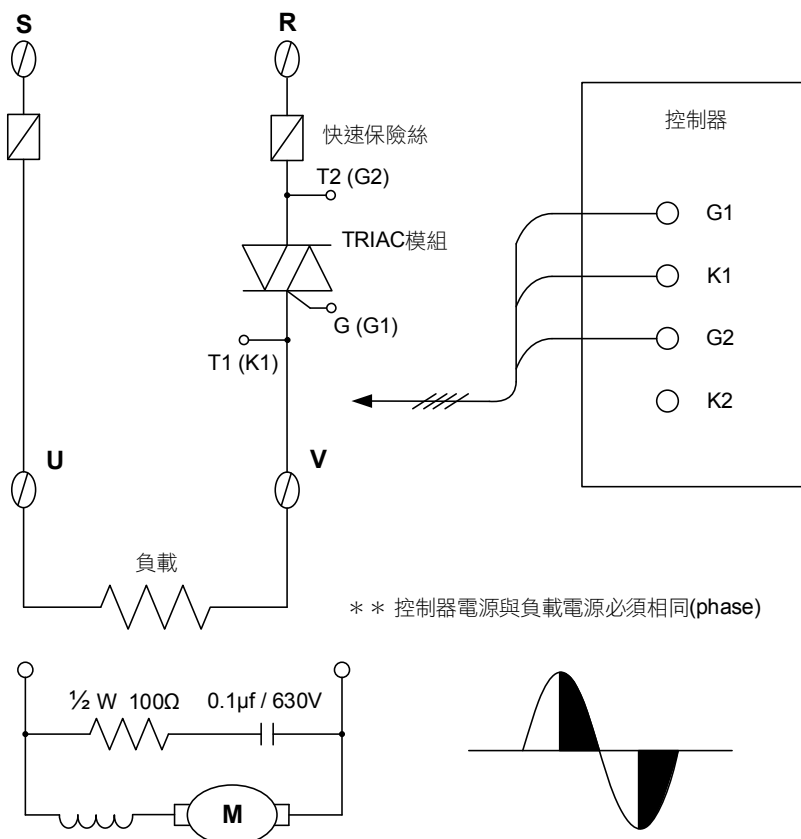 S
R
控制器
快速保險絲
T2 (G2)
G1
TRIAC模組
K1
G (G1)
G2
T1 (K1)
K2
U
V
負載
＊＊ 控制器電源與負載電源必須相同(phase)
½ W 100Ω
0.1µf / 630V
M